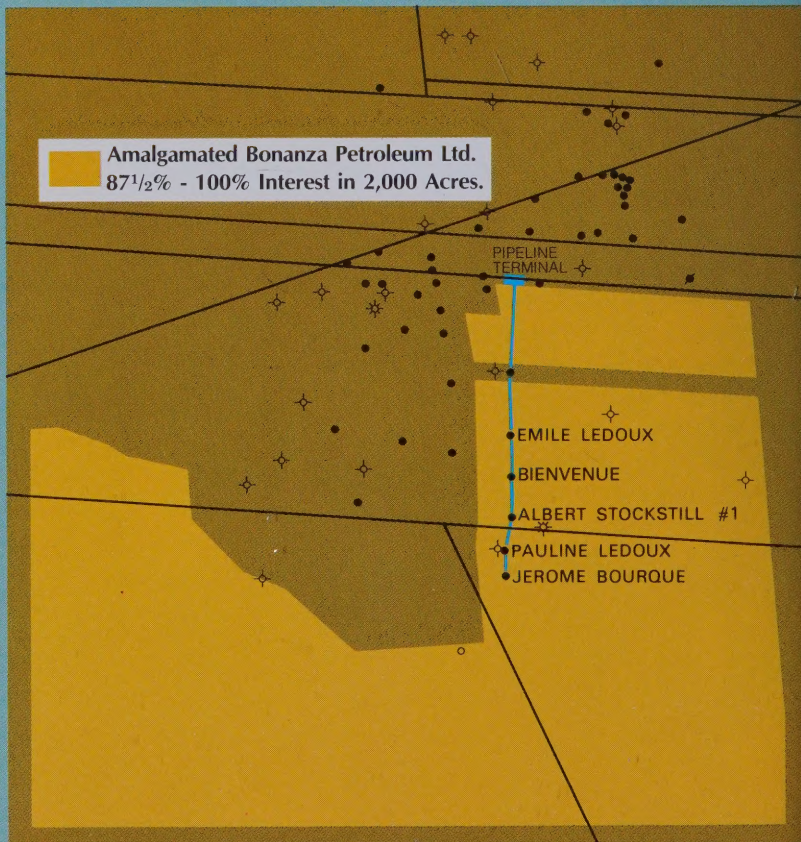 Amalgamated Bonanza Petroleum Ltd.
87¹/₂% - 100% Interest in 2,000 Acres.
PIPELINE
TERMINAL
EMILE LEDOUX
BIENVENUE
ALBERT STOCKSTILL #1
PAULINE LEDOUX
JEROME BOURQUE